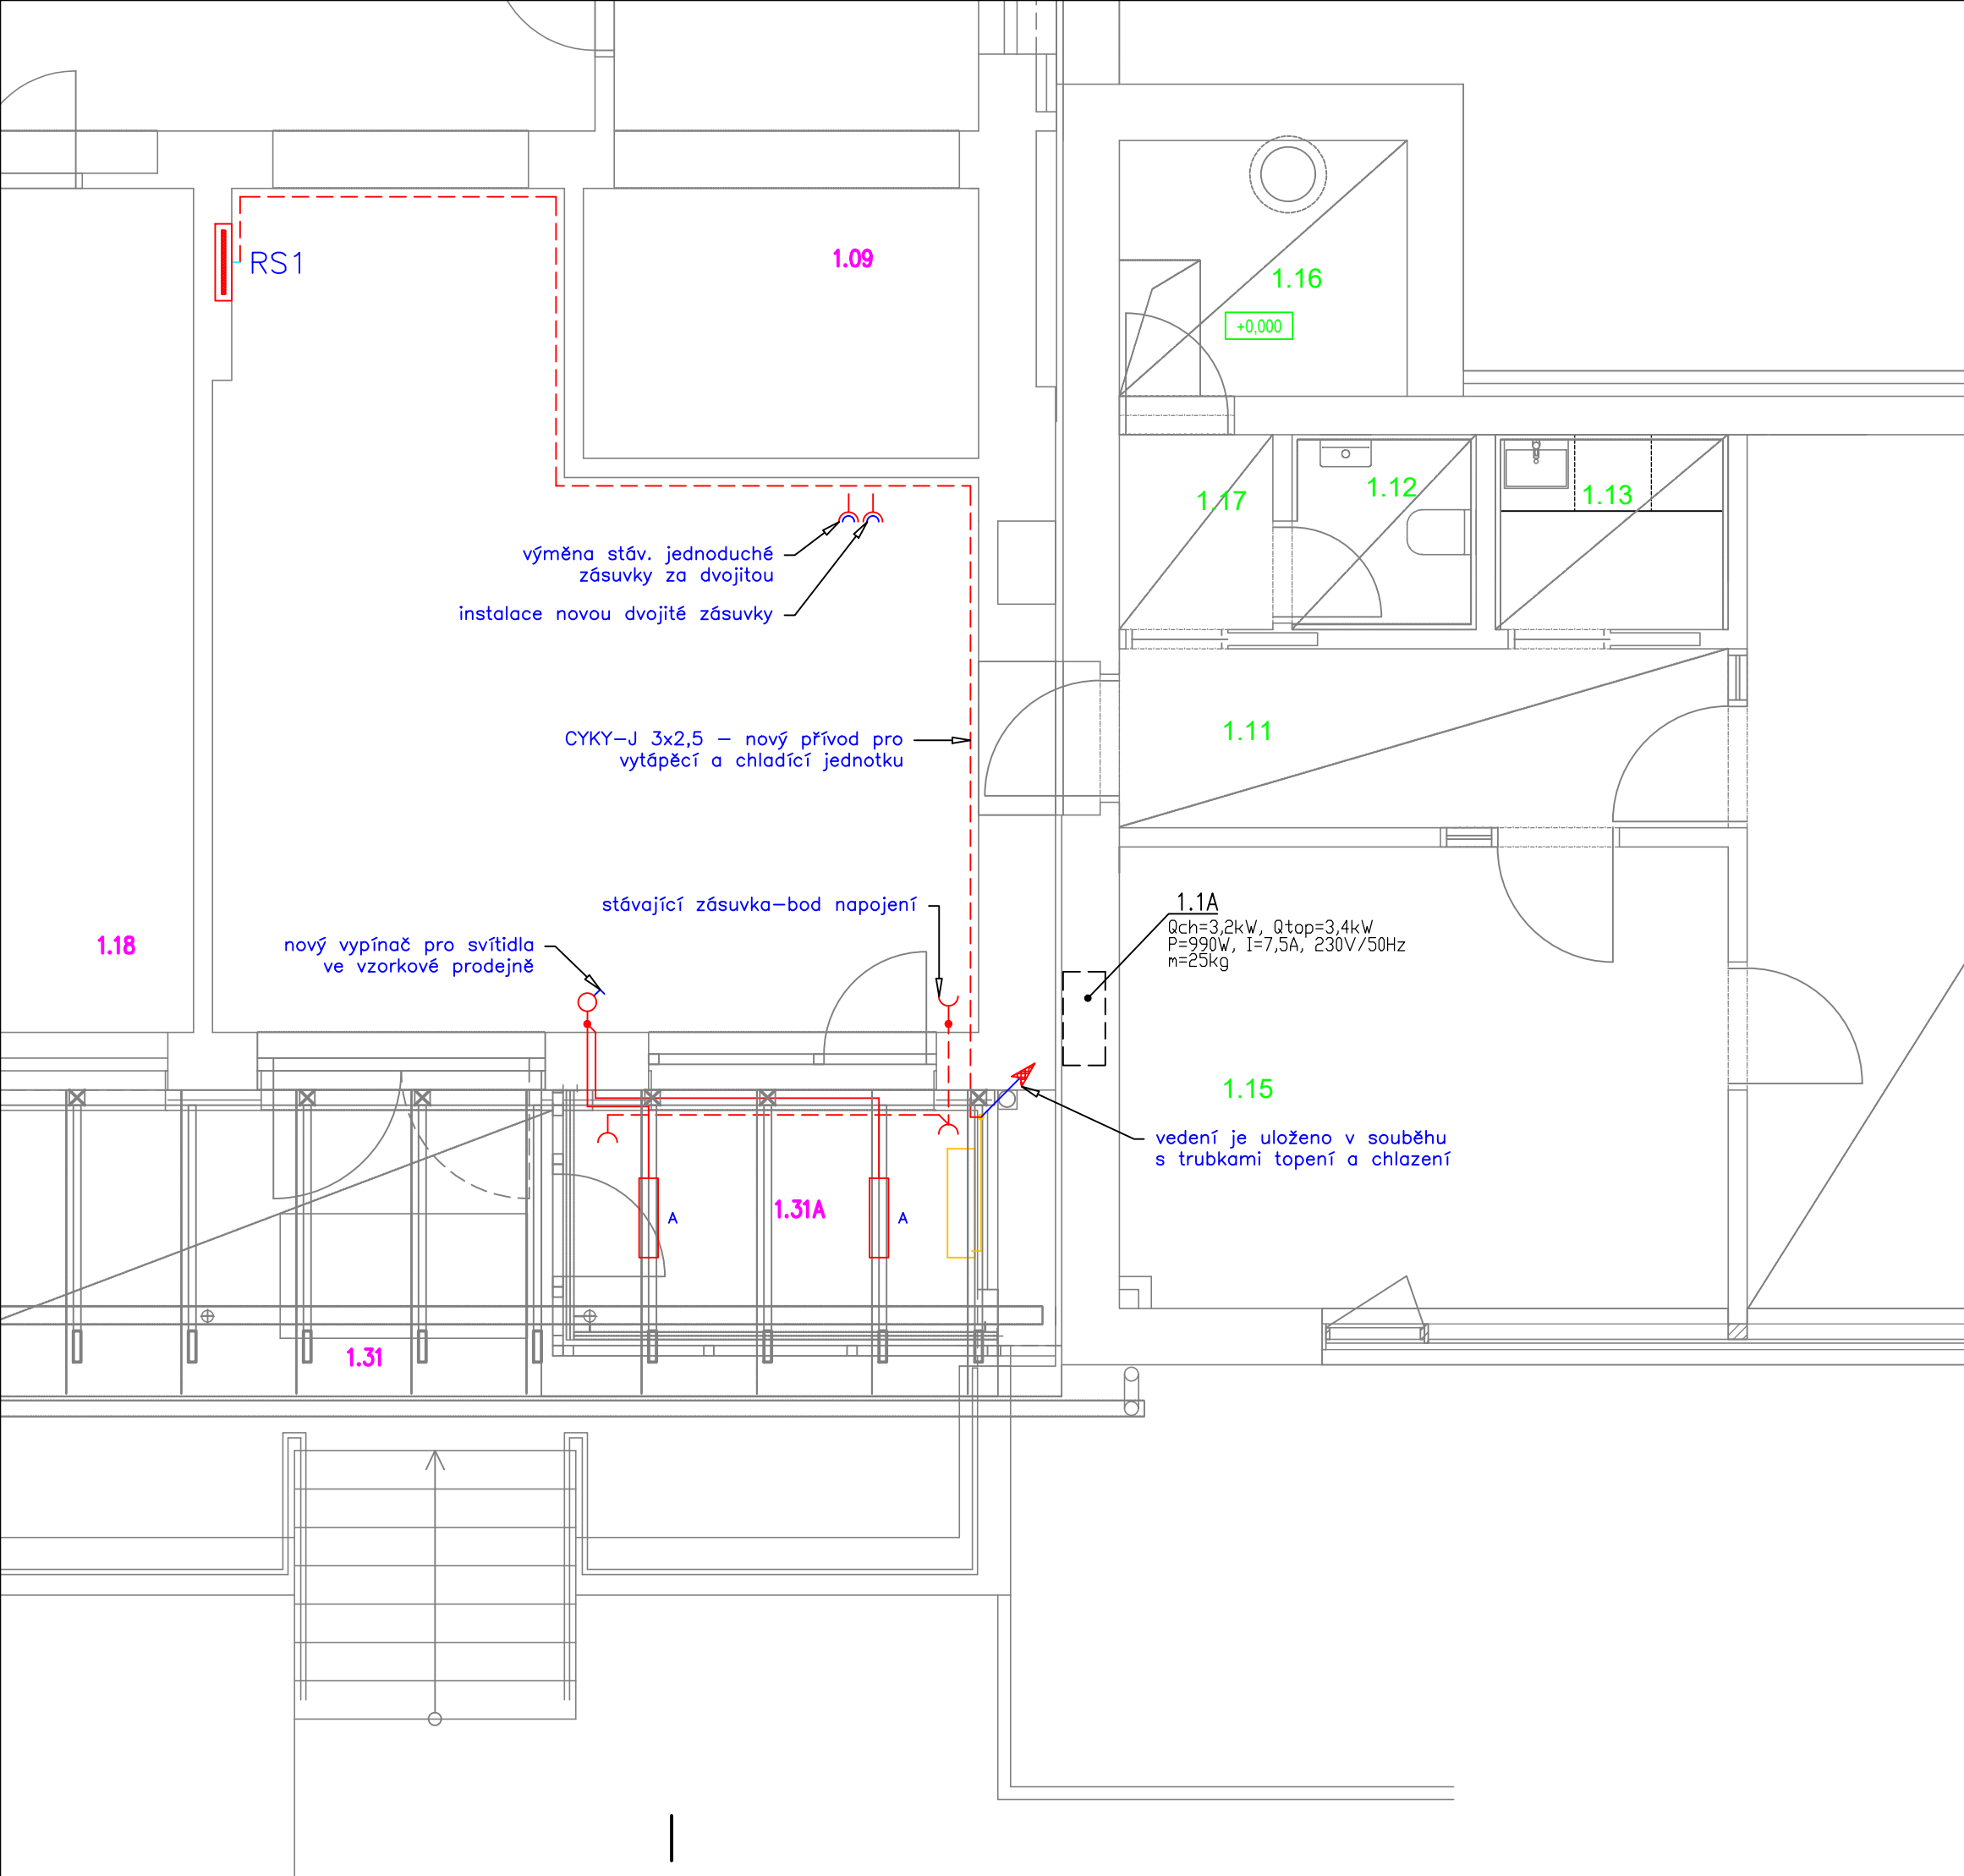 RS1
1.09
1.16
+0,000
1.17
1.12
1.13
výměna stáv. jednoduché
zásuvky za dvojitou
instalace novou dvojité zásuvky
CYKY-J 3x2,5 - nový přívod pro
vytápěcí a chladící jednotku
1.11
stávající zásuvka-bod napojení
1.1A
Qch=3,2kW, Qtop=3,4kW
P=990W, I=7,5A, 230V/50Hz
m=25kg
1.18
nový vypínač pro svítidla
ve vzorkové prodejně
1.15
vedení je uloženo v souběhu
s trubkami topení a chlazení
A
1.31A
A
1.31